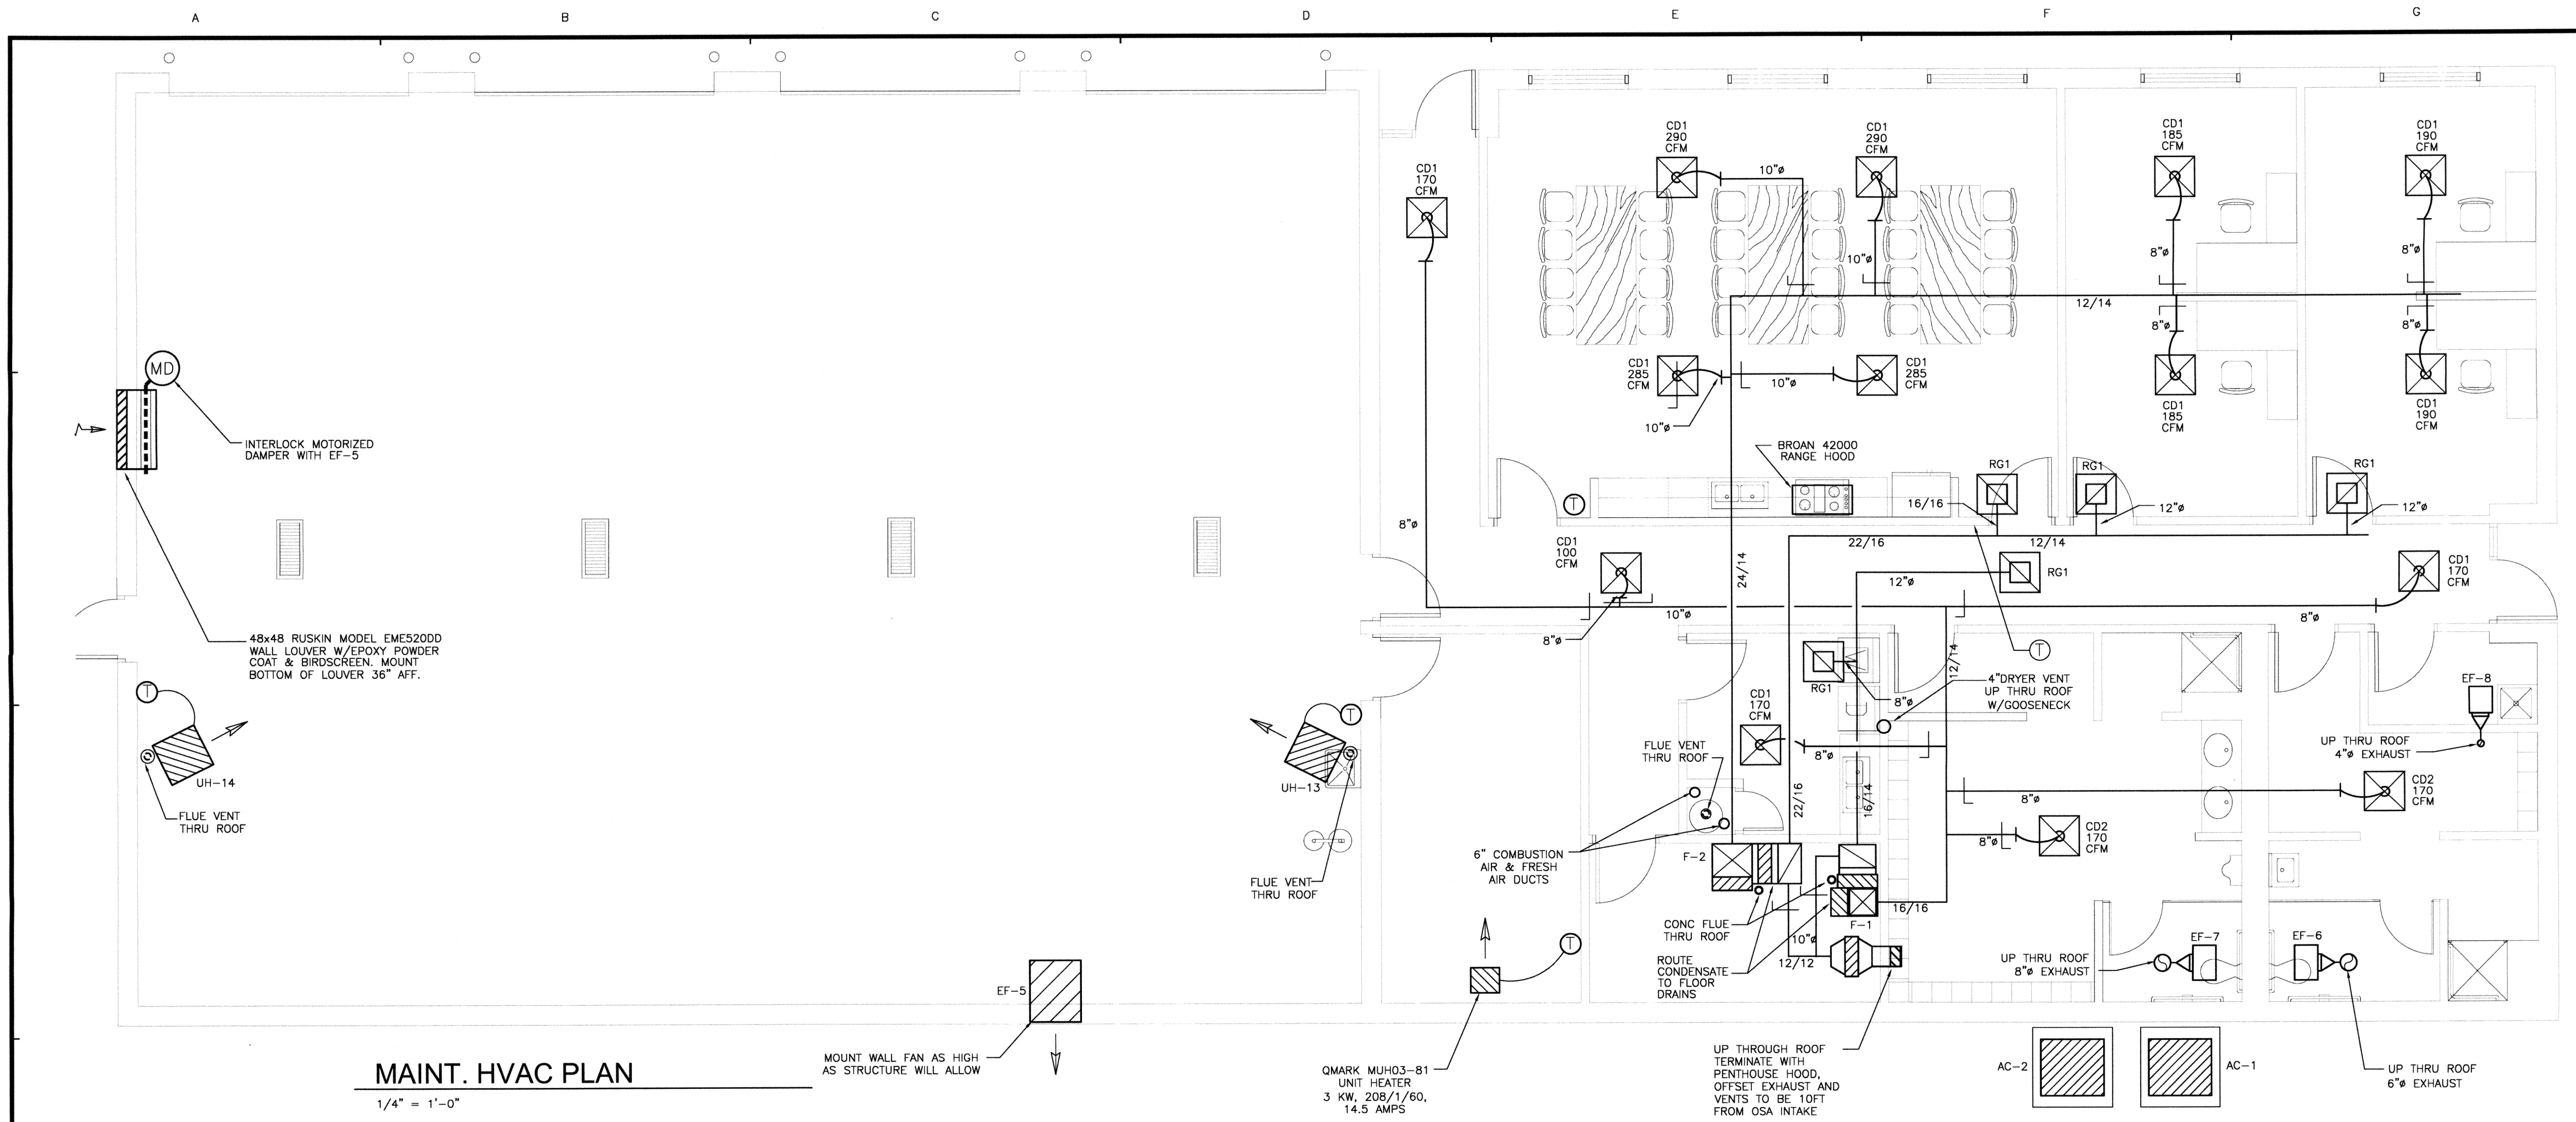 A
B
C
D
E
F
G
CD1
170
CFM
CD1
290
CFM
CD1
290
CFM
CD1
185
CFM
CD1
190
CFM
10"ø
10"ø
8"ø
8"ø
12/14
8"ø
8"ø
CD1
285
CFM
CD1
285
CFM
10"ø
10"ø
CD1
185
CFM
CD1
190
CFM
MD
INTERLOCK MOTORIZED
DAMPER WITH EF-5
BROAN 42000
RANGE HOOD
T
RG1
RG1
RG1
16/16
12"ø
12"ø
8"ø
22/16
12/14
CD1
100
CFM
24/14
12"ø
RG1
CD1
170
CFM
10"ø
8"ø
8"ø
48x48 RUSKIN MODEL EME520DD
WALL LOUVER W/EPOXY POWDER
COAT & BIRDSCREEN. MOUNT
BOTTOM OF LOUVER 36" AFF.
T
12/14
RG1
8"ø
4"DRYER VENT
UP THRU ROOF
W/GOOSENECK
EF-8
T
T
CD1
170
CFM
FLUE VENT
THRU ROOF
8"ø
UP THRU ROOF
4"ø EXHAUST
UH-14
UH-13
22/16
16/14
8"ø
CD2
170
CFM
FLUE VENT
THRU ROOF
8"ø
CD2
170
CFM
6" COMBUSTION
AIR & FRESH
AIR DUCTS
F-2
FLUE VENT
THRU ROOF
16/16
F-1
CONC FLUE
THRU ROOF
10"ø
12/12
T
ROUTE
CONDENSATE
TO FLOOR
DRAINS
UP THRU ROOF
8"ø EXHAUST
EF-7
EF-6
EF-5
MOUNT WALL FAN AS HIGH
AS STRUCTURE WILL ALLOW
QMARK MUH03-81
UNIT HEATER
3 KW, 208/1/60,
14.5 AMPS
UP THROUGH ROOF
TERMINATE WITH
PENTHOUSE HOOD,
OFFSET EXHAUST AND
VENTS TO BE 10FT
FROM OSA INTAKE
AC-2
AC-1
UP THRU ROOF
6"ø EXHAUST
MAINT. HVAC PLAN
1/4" = 1'-0"